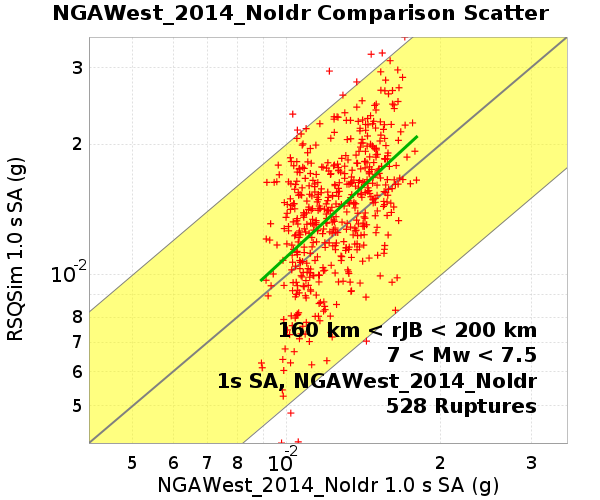 NGAWest_2014_NoIdr Comparison Scatter
RSQSim 1.0 s SA (g)
3
2
10-2
8
7
6
5
160 km < rJB < 200 km
7 < Mw < 7.5
1s SA, NGAWest_2014_NoIdr
528 Ruptures
5 6 7 8 10-2 2 3
NGAWest_2014_NoIdr 1.0 s SA (g)